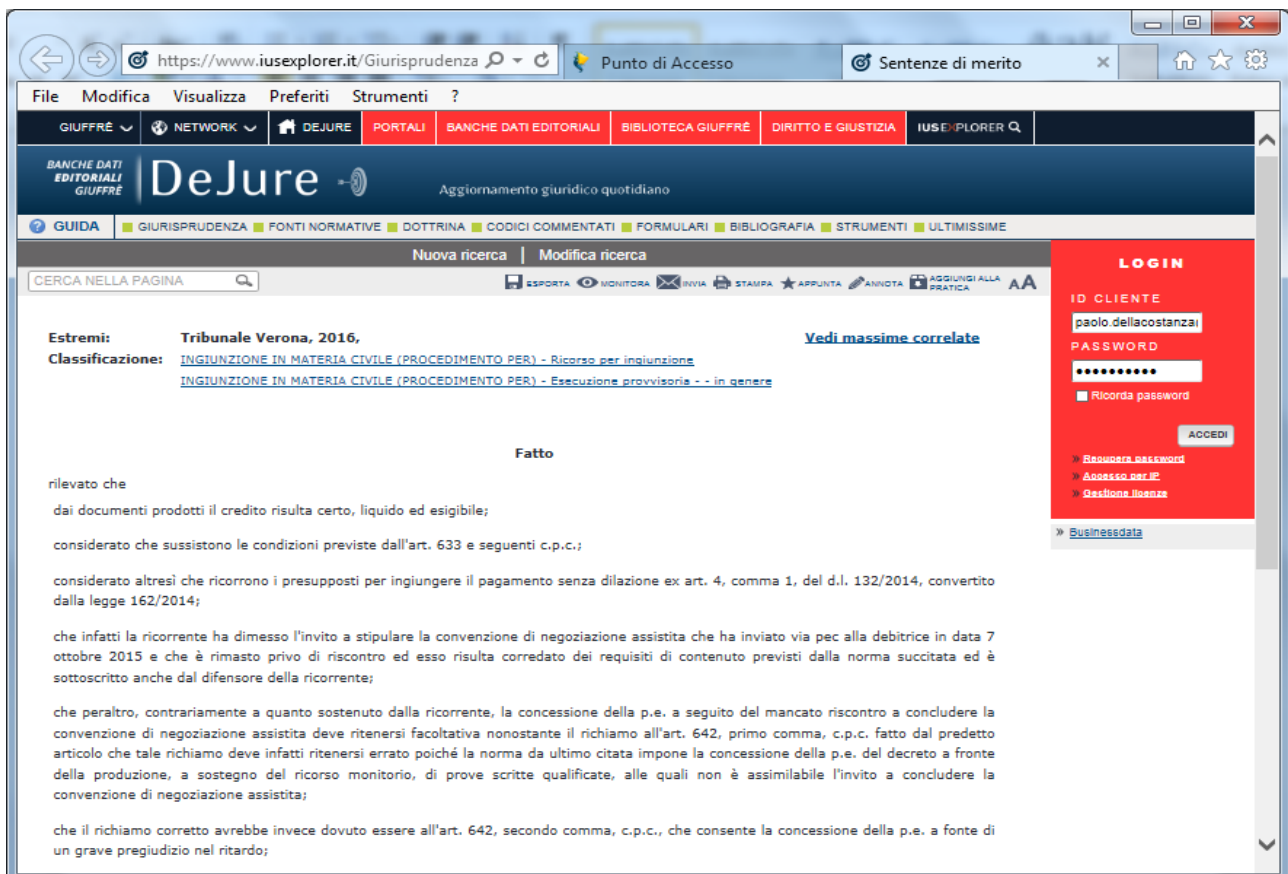 https://www.iusexplorer.it/Giurisprudenza
Punto di Accesso
Sentenze di merito
File Modifica Visualizza Preferiti Strumenti ?
GIUFFRÈ NETWORK DEJURE PORTALI BANCHE DATI EDITORIALI BIBLIOTECA GIUFFRÈ DIRITTO E GIUSTIZIA IUSEXPLORER
BANCHE DATI
EDITORIALI
GIUFFRÈ
DeJure
Aggiornamento giuridico quotidiano
GUIDA GIURISPRUDENZA FONTI NORMATIVE DOTTRINA CODICI COMMENTATI FORMULARI BIBLIOGRAFIA STRUMENTI ULTIMISSIME
Nuova ricerca | Modifica ricerca
CERCA NELLA PAGINA
ESPORTA MONITORA INVIA STAMPA APPUNTA ANNOTA AGGIUNGI ALLA PRATICA AA
Estremi: Tribunale Verona, 2016,
Vedi massime correlate
Classificazione: INGIUNZIONE IN MATERIA CIVILE (PROCEDIMENTO PER) - Ricorso per ingiunzione
INGIUNZIONE IN MATERIA CIVILE (PROCEDIMENTO PER) - Esecuzione provvisoria - - in genere
Fatto
rilevato che
dai documenti prodotti il credito risulta certo, liquido ed esigibile;
considerato che sussistono le condizioni previste dall'art. 633 e seguenti c.p.c.;
considerato altresì che ricorrono i presupposti per ingiungere il pagamento senza dilazione ex art. 4, comma 1, del d.l. 132/2014, convertito
dalla legge 162/2014;
che infatti la ricorrente ha dimesso l'invito a stipulare la convenzione di negoziazione assistita che ha inviato via pec alla debitrice in data 7
ottobre 2015 e che è rimasto privo di riscontro ed esso risulta corredato dei requisiti di contenuto previsti dalla norma succitata ed è
sottoscritto anche dal difensore della ricorrente;
che peraltro, contrariamente a quanto sostenuto dalla ricorrente, la concessione della p.e. a seguito del mancato riscontro a concludere la
convenzione di negoziazione assistita deve ritenersi facoltativa nonostante il richiamo all'art. 642, primo comma, c.p.c. fatto dal predetto
articolo che tale richiamo deve infatti ritenersi errato poiché la norma da ultimo citata impone la concessione della p.e. del decreto a fronte
della produzione, a sostegno del ricorso monitorio, di prove scritte qualificate, alle quali non è assimilabile l'invito a concludere la
convenzione di negoziazione assistita;
che il richiamo corretto avrebbe invece dovuto essere all'art. 642, secondo comma, c.p.c., che consente la concessione della p.e. a fonte di
un grave pregiudizio nel ritardo;
LOGIN
ID CLIENTE
paolo.dellacostanza
PASSWORD
Ricorda password
ACCEDI
» Recupera password
» Accesso per IP
» Gestione licenze
» Businessdata